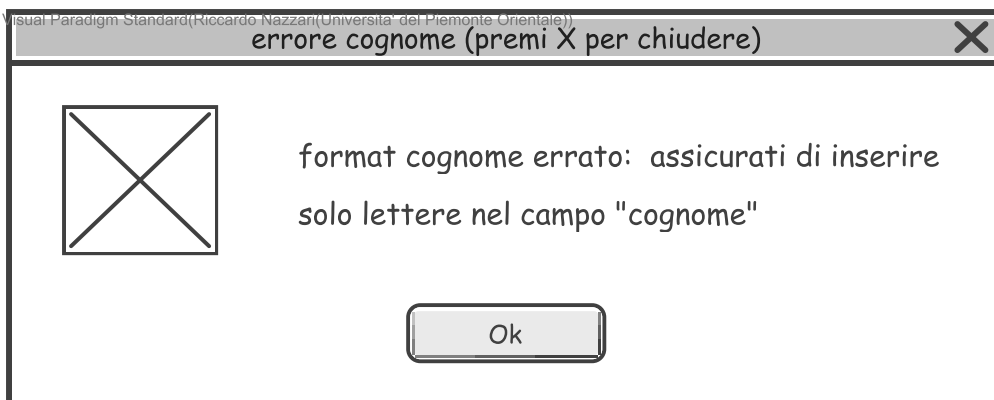 Visual Paradigm Standard(Riccardo Nazzari(Universita' del Piemonte Orientale))
errore cognome (premi X per chiudere)
format cognome errato: assicurati di inserire
solo lettere nel campo "cognome"
Ok